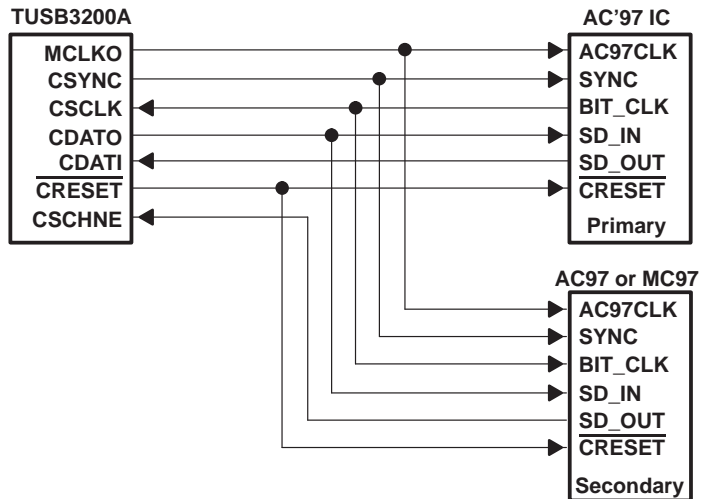 TUSB3200A
MCLKO
CSYNC
CSCLK
CDATO
CDATI
CRESET
CSCHNE
AC'97 IC
AC97CLK
SYNC
BIT_CLK
SD_IN
SD_OUT
CRESET
Primary
AC97 or MC97
AC97CLK
SYNC
BIT_CLK
SD_IN
SD_OUT
CRESET
Secondary